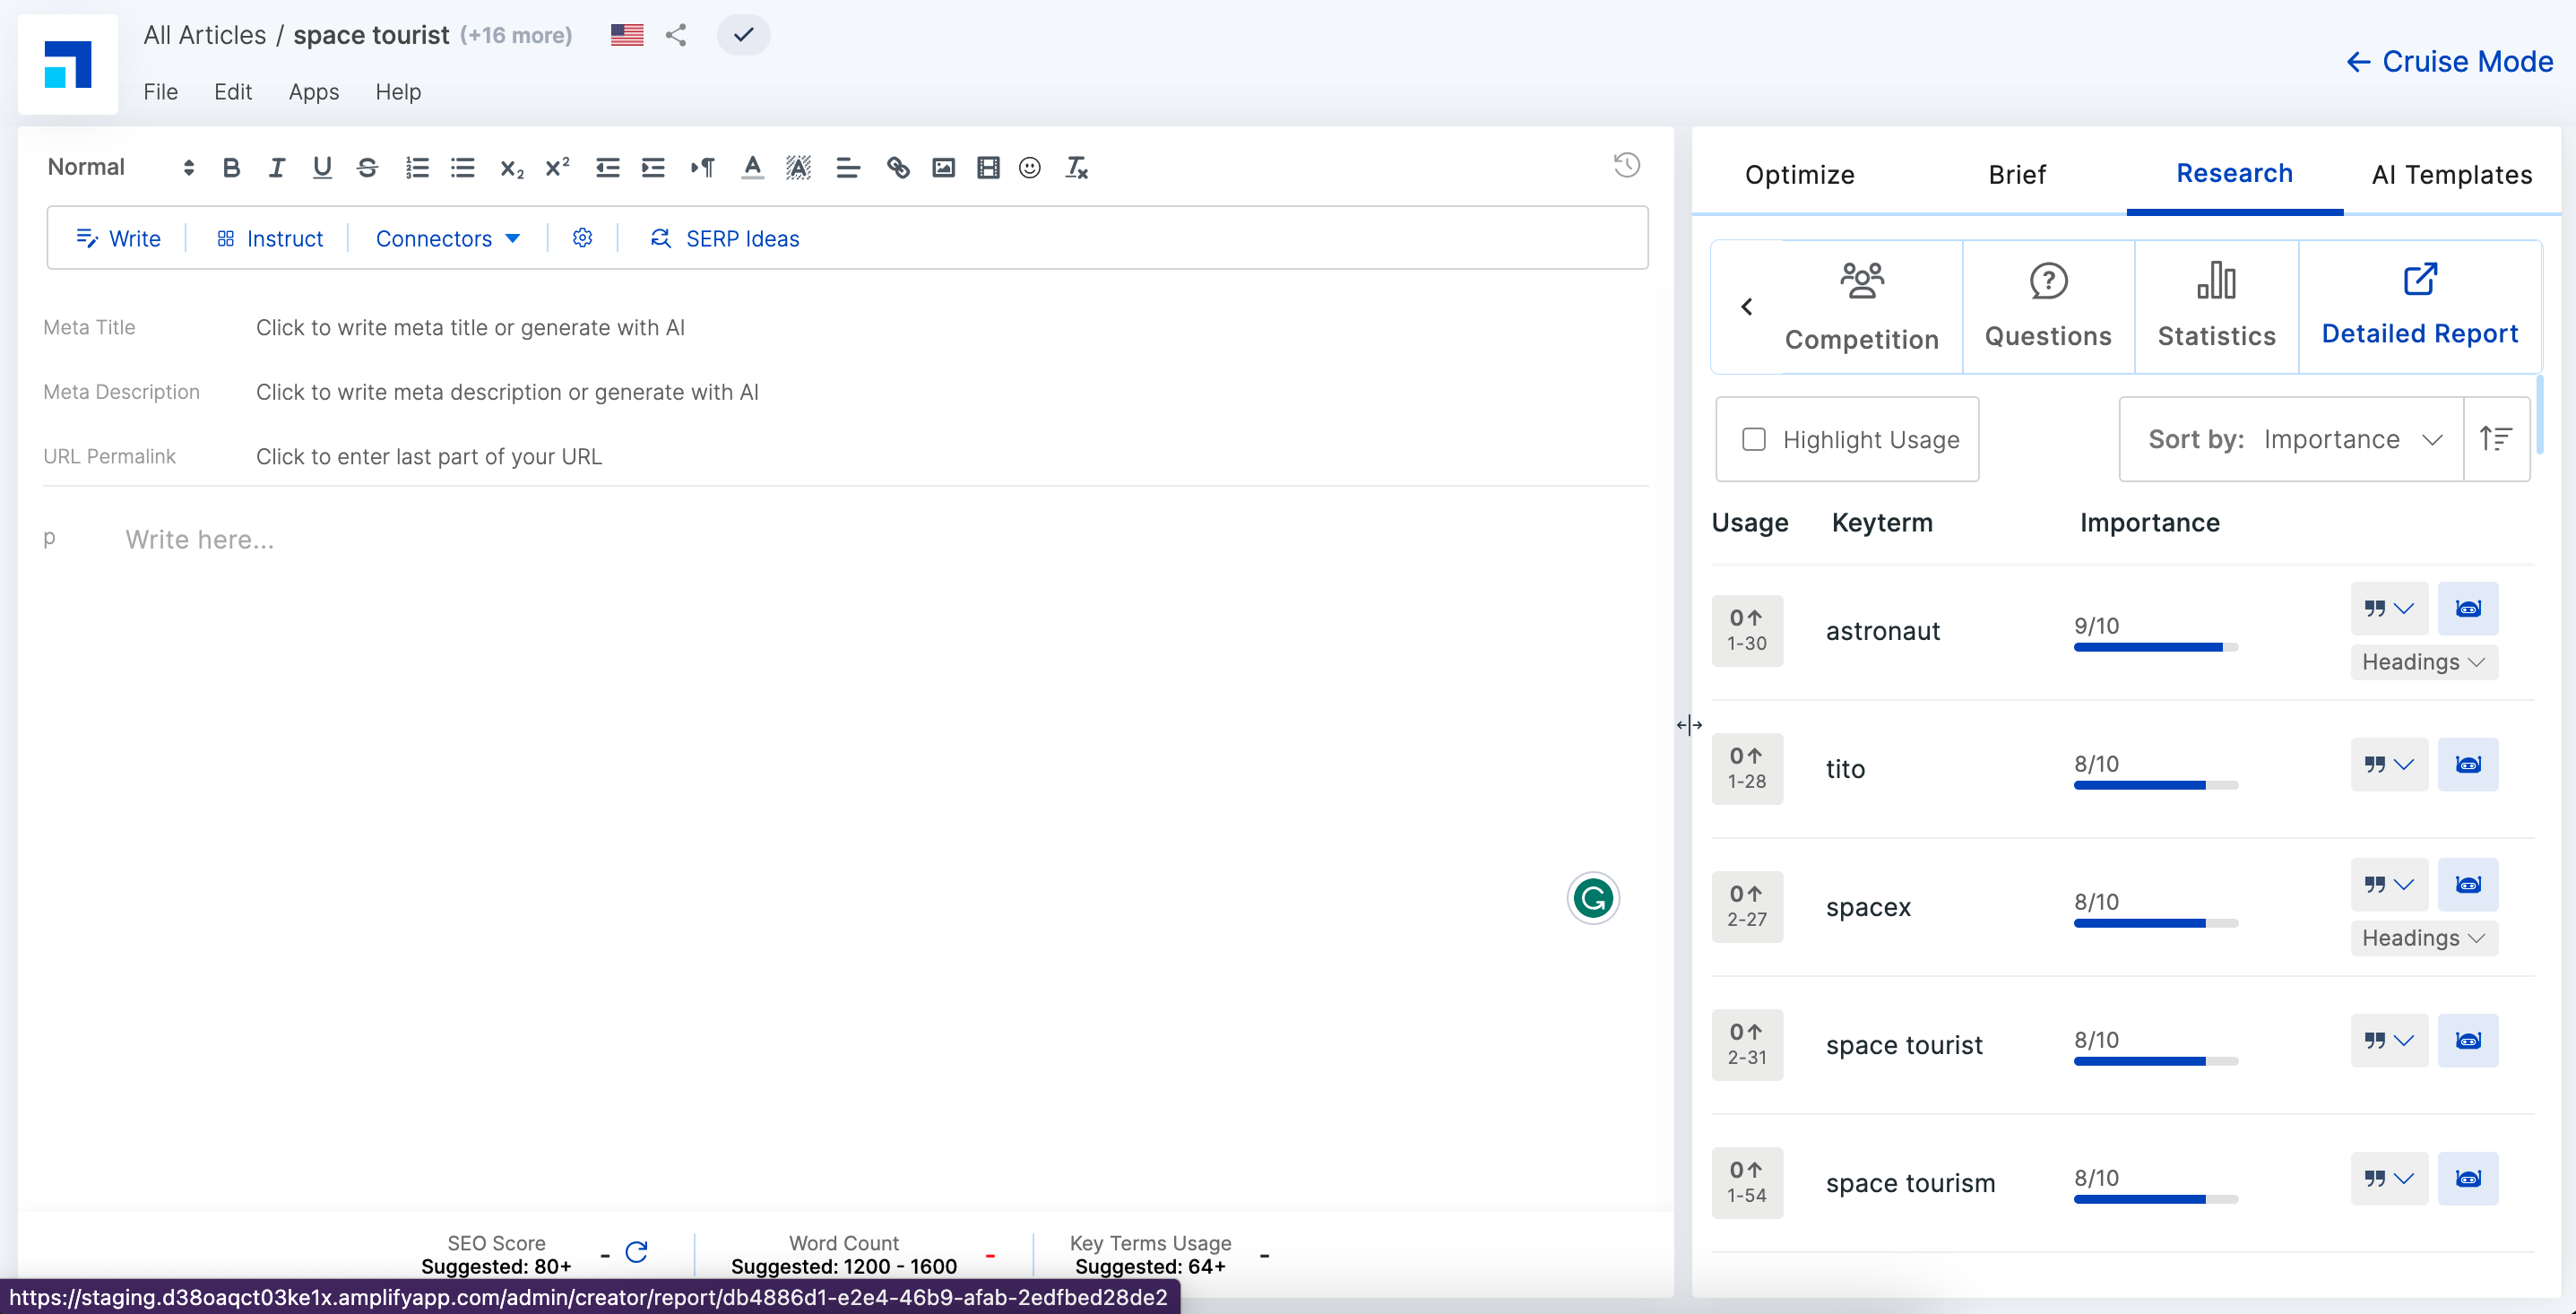 All Articles / space tourist (+16 more)
Cruise Mode
File Edit Apps Help
Normal
Write Instruct Connectors SERP Ideas
Meta Title Click to write meta title or generate with AI
Meta Description Click to write meta description or generate with AI
URL Permalink Click to enter last part of your URL
p Write here...
SEO Score
Suggested: 80+ -
Word Count
Suggested: 1200 - 1600 -
Key Terms Usage
Suggested: 64+ -
https://staging.d38oaqct03ke1x.amplifyapp.com/admin/creator/report/db4886d1-e2e4-46b9-afab-2edfbed28de2
Optimize Brief Research AI Templates
Competition Questions Statistics Detailed Report
Highlight Usage Sort by: Importance
Usage Keyterm Importance
0↑
1-30
astronaut
9/10
Headings
0↑
1-28
tito
8/10
0↑
2-27
spacex
8/10
Headings
0↑
2-31
space tourist
8/10
0↑
1-54
space tourism
8/10